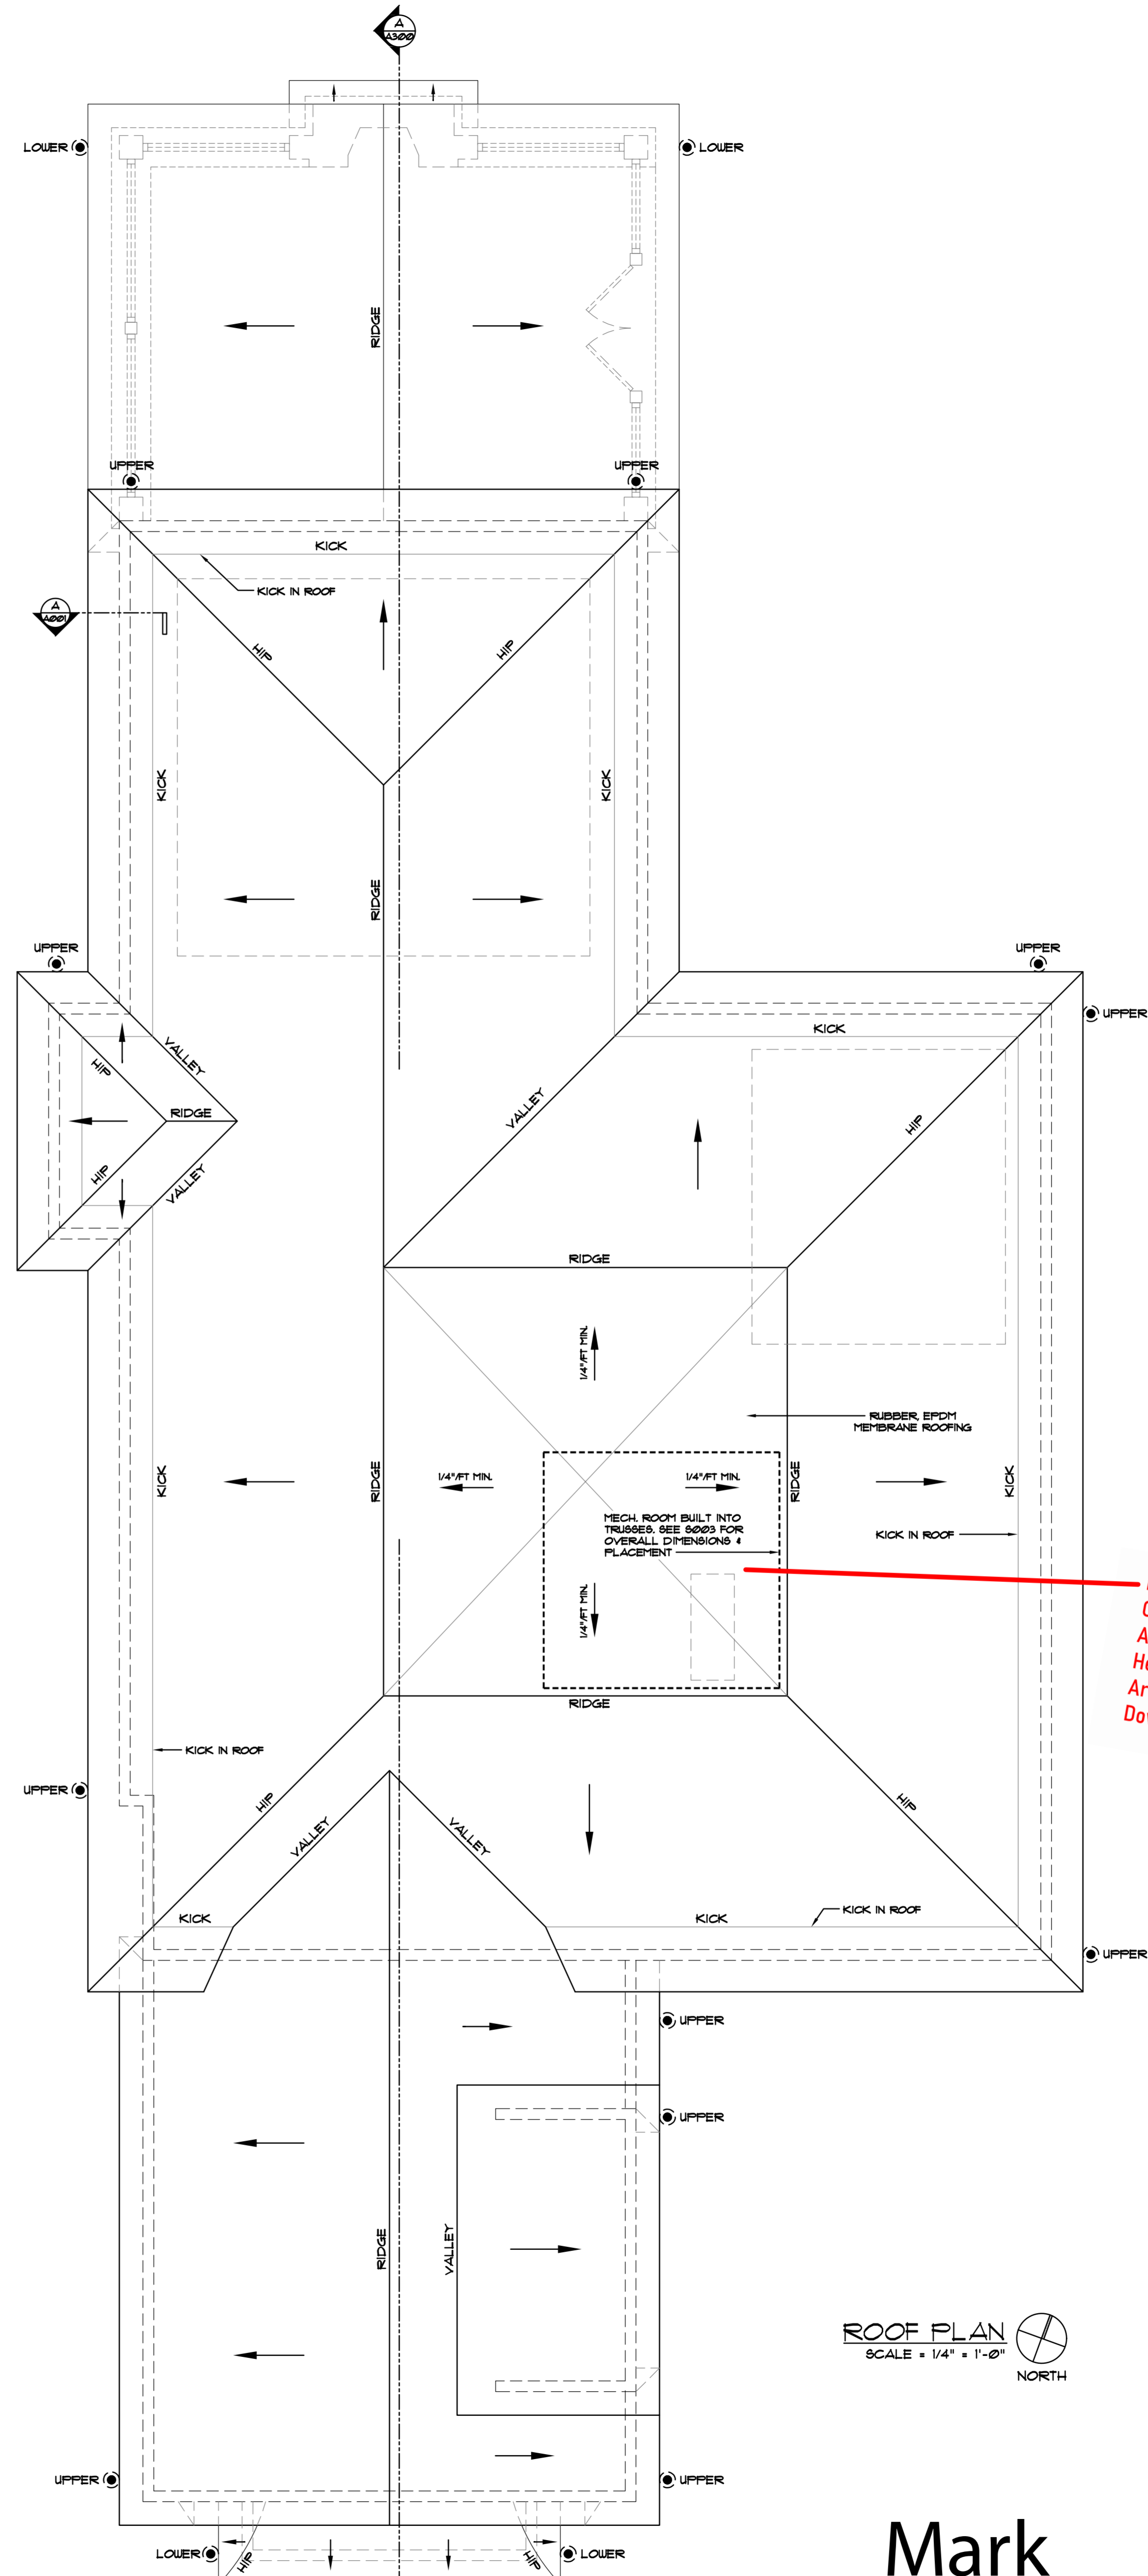 A
A300
LOWER
LOWER
RIDGE
UPPER
UPPER
KICK
KICK IN ROOF
A
A001
HIP
HIP
KICK
KICK
RIDGE
UPPER
UPPER
UPPER
KICK
VALLEY
HIP
RIDGE
VALLEY
HIP
HIP
VALLEY
RIDGE
1/4"/FT MIN.
RUBBER, EPDM
MEMBRANE ROOFING
KICK
RIDGE
1/4"/FT MIN.
1/4"/FT MIN.
RIDGE
KICK
MECH. ROOM BUILT INTO
TRUSSES. SEE S003 FOR
OVERALL DIMENSIONS &
PLACEMENT
KICK IN ROOF
1/4"/FT MIN.
RIDGE
KICK IN ROOF
UPPER
HIP
VALLEY
VALLEY
HIP
KICK
KICK
KICK IN ROOF
UPPER
UPPER
UPPER
RIDGE
VALLEY
ROOF PLAN
SCALE = 1/4" = 1'-0"
NORTH
UPPER
UPPER
LOWER
HIP
HIP
LOWER
Mark